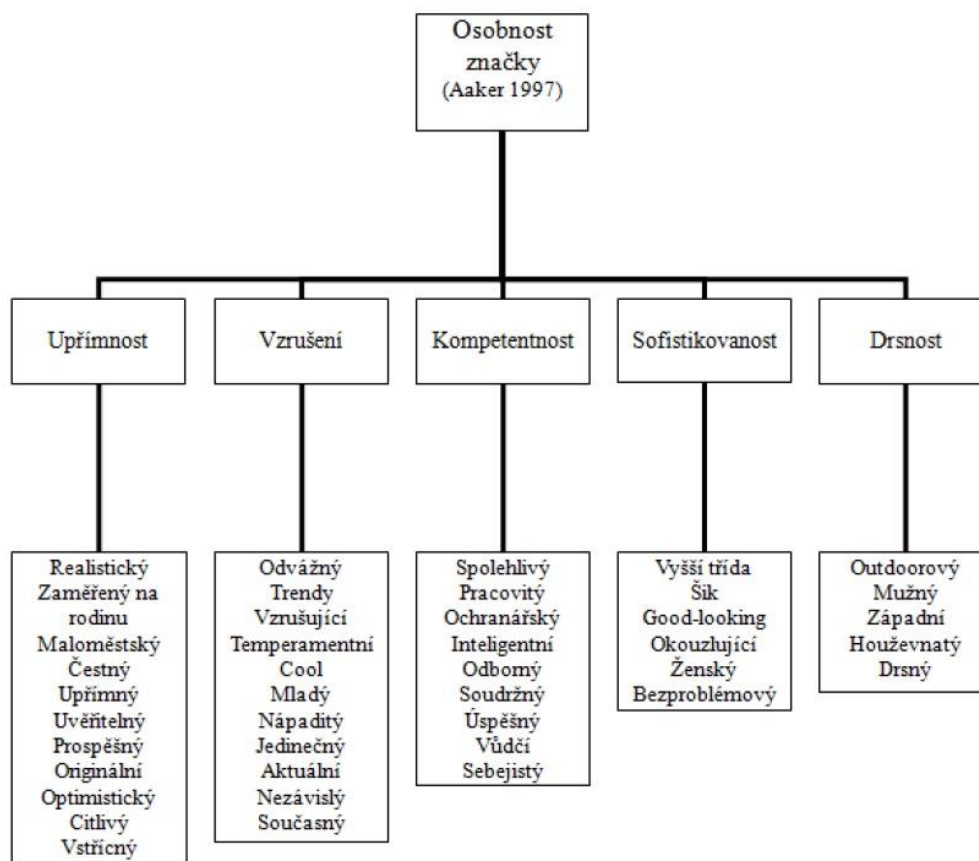 Osobnost
značky
(Aaker 1997)
Upřímnost
Vzrušení
Kompetentnost
Sofistikovanost
Drsnost
Realistický
Zaměřený na
rodinu
Maloměstský
Čestný
Upřímný
Uvěřitelný
Prospěšný
Originální
Optimistický
Citlivý
Vstřícný
Odvážný
Trendy
Vzrušující
Temperamentní
Cool
Mladý
Nápaditý
Jedinečný
Aktuální
Nezávislý
Současný
Spolehlivý
Pracovitý
Ochranářský
Inteligentní
Odborný
Soudržný
Úspěšný
Vůdčí
Sebejistý
Vyšší třída
Šik
Good-looking
Okouzlující
Ženský
Bezproblémový
Outdoorový
Mužný
Západní
Houževnatý
Drsný